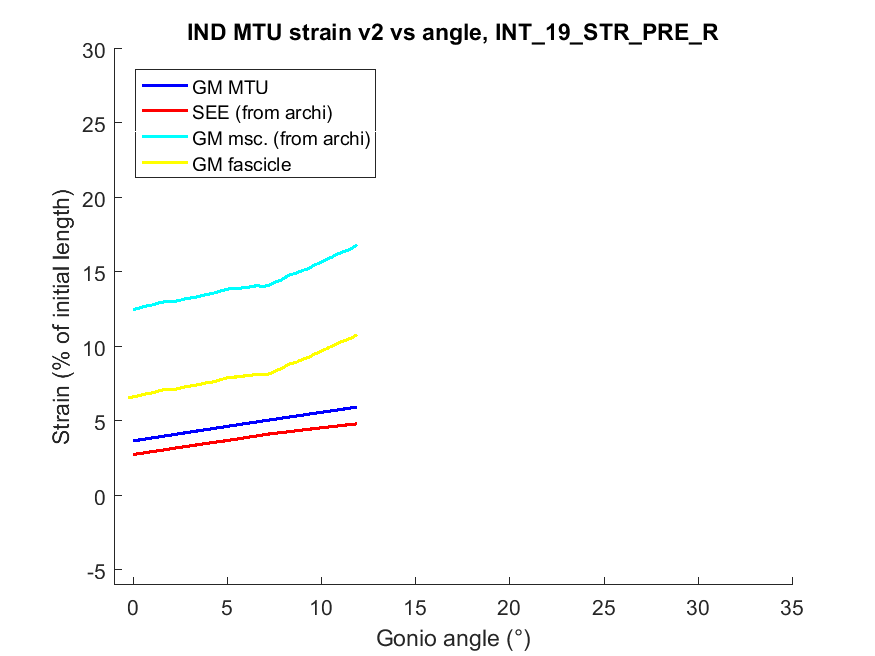 IND MTU strain v2 vs angle, INT_19_STR_PRE_R
30
25
20
15
10
5
0
-5
Strain (% of initial length)
GM MTU
SEE (from archi)
GM msc. (from archi)
GM fascicle
0 5 10 15 20 25 30 35
Gonio angle (°)